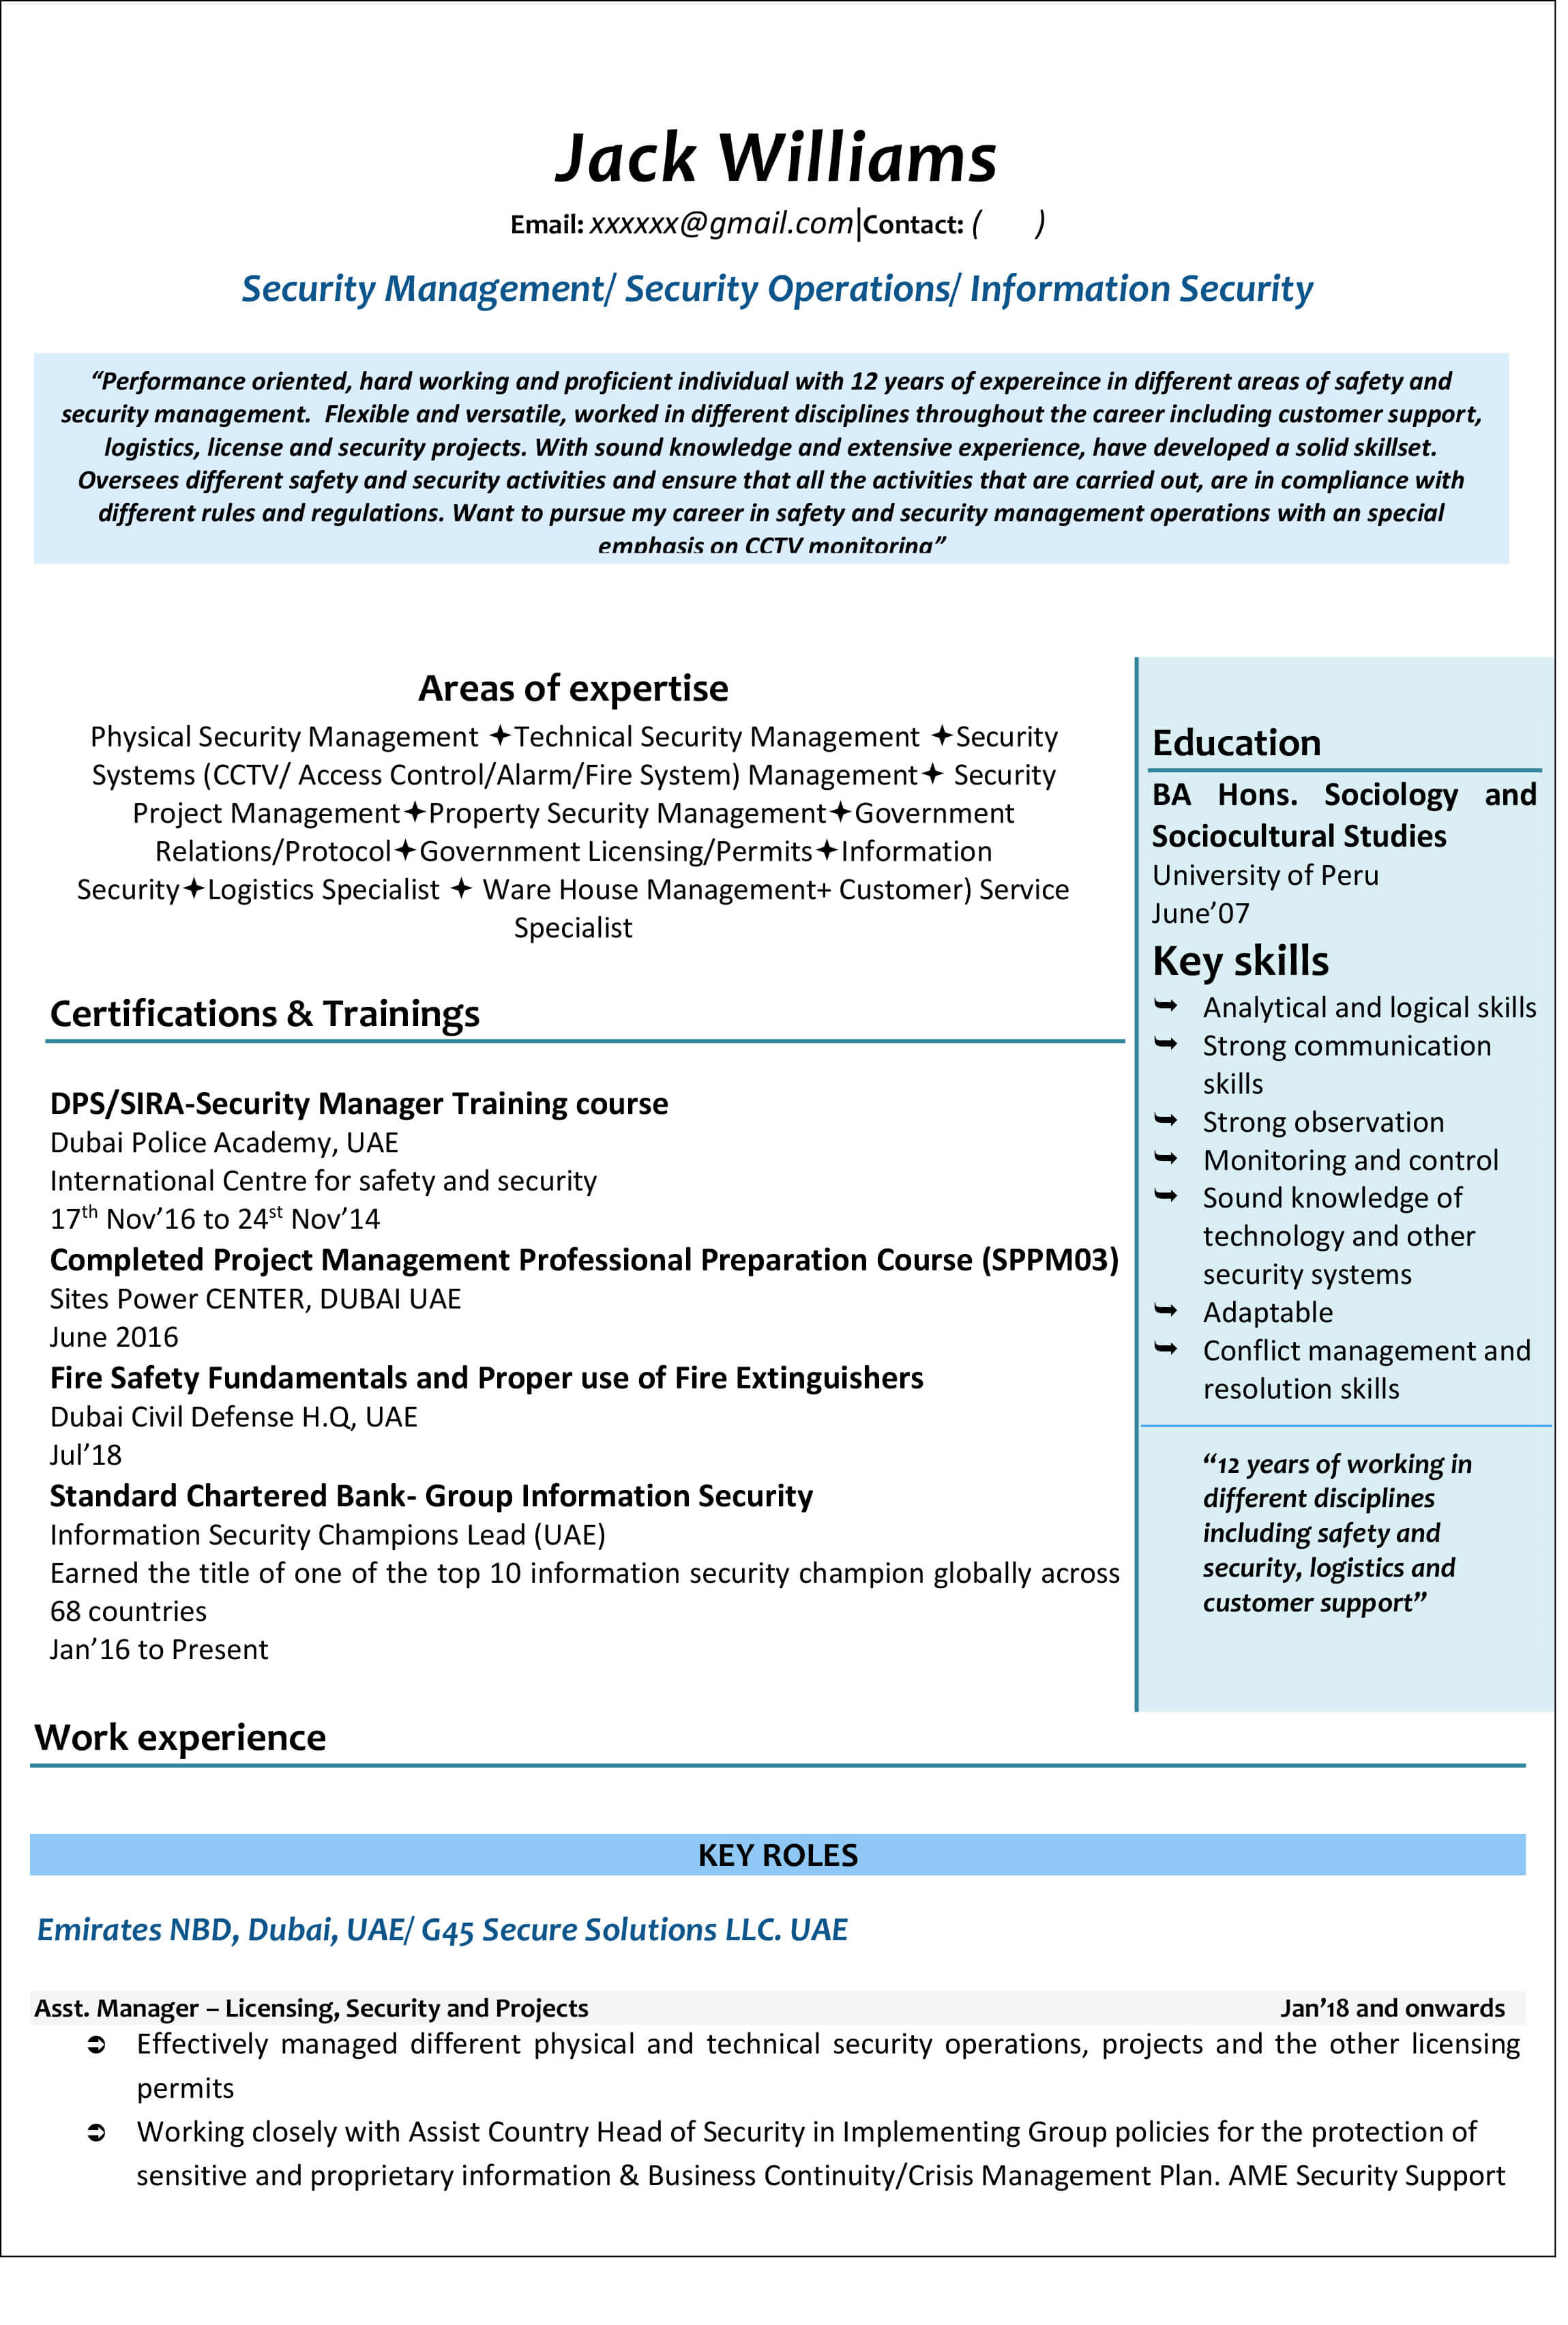 Jack Williams
Email: xxxxxx@gmail.com|Contact: (      )
Security Management/ Security Operations/ Information Security
“Performance oriented, hard working and proficient individual with 12 years of expereince in different areas of safety and
security management.  Flexible and versatile, worked in different disciplines throughout the career including customer support,
logistics, license and security projects. With sound knowledge and extensive experience, have developed a solid skillset.
Oversees different safety and security activities and ensure that all the activities that are carried out, are in compliance with
different rules and regulations. Want to pursue my career in safety and security management operations with an special
emphasis on CCTV monitoring”
Areas of expertise
Physical Security Management ✦Technical Security Management ✦Security
Systems (CCTV/ Access Control/Alarm/Fire System) Management✦ Security
Project Management✦Property Security Management✦Government
Relations/Protocol✦Government Licensing/Permits✦Information
Security✦Logistics Specialist ✦ Ware House Management+ Customer) Service
Specialist
Certifications & Trainings
DPS/SIRA-Security Manager Training course
Dubai Police Academy, UAE
International Centre for safety and security
17th Nov’16 to 24st Nov’14
Completed Project Management Professional Preparation Course (SPPM03)
Sites Power CENTER, DUBAI UAE
June 2016
Fire Safety Fundamentals and Proper use of Fire Extinguishers
Dubai Civil Defense H.Q, UAE
Jul’18
Standard Chartered Bank- Group Information Security
Information Security Champions Lead (UAE)
Earned the title of one of the top 10 information security champion globally across
68 countries
Jan’16 to Present
Education
BA Hons. Sociology and
Sociocultural Studies
University of Peru
June’07
Key skills
➥ Analytical and logical skills
➥ Strong communication
skills
➥ Strong observation
➥ Monitoring and control
➥ Sound knowledge of
technology and other
security systems
➥ Adaptable
➥ Conflict management and
resolution skills
“12 years of working in
different disciplines
including safety and
security, logistics and
customer support”
Work experience
KEY ROLES
Emirates NBD, Dubai, UAE/ G45 Secure Solutions LLC. UAE
Asst. Manager – Licensing, Security and Projects Jan’18 and onwards
➲ Effectively managed different physical and technical security operations, projects and the other licensing
permits
➲ Working closely with Assist Country Head of Security in Implementing Group policies for the protection of
sensitive and proprietary information & Business Continuity/Crisis Management Plan. AME Security Support